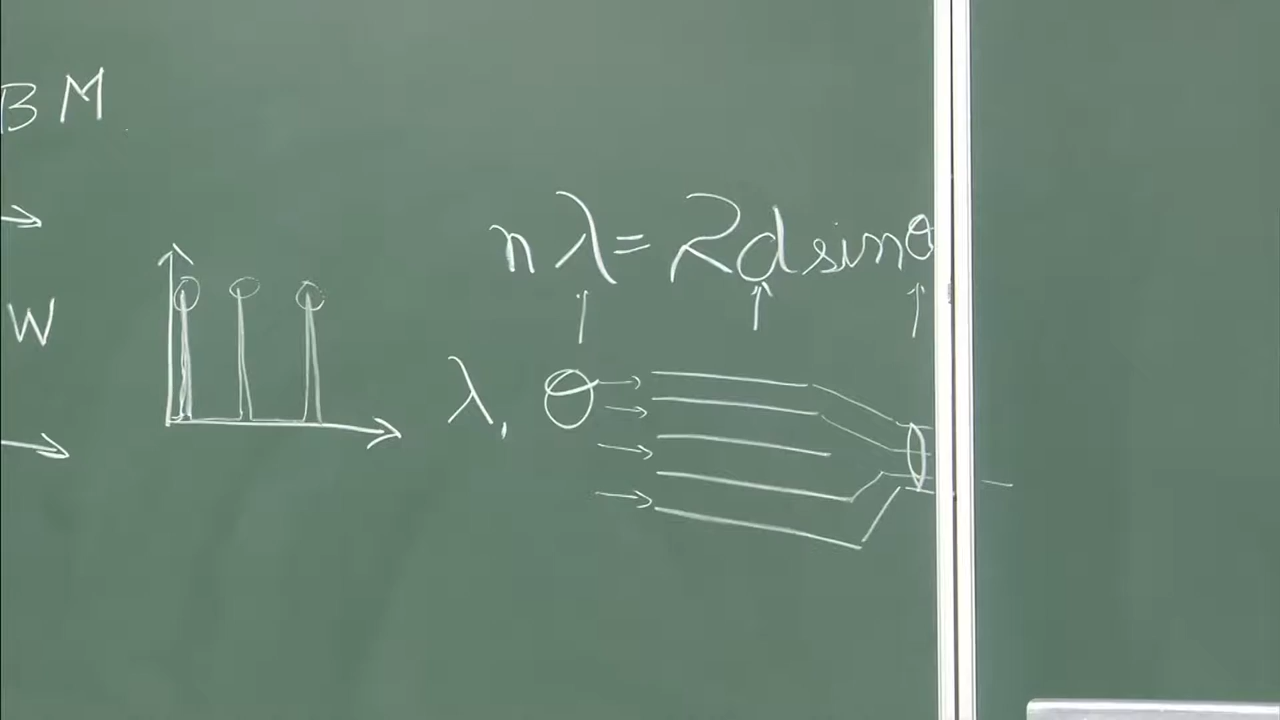 BM
nλ = 2d sinθ
W
λ, θ